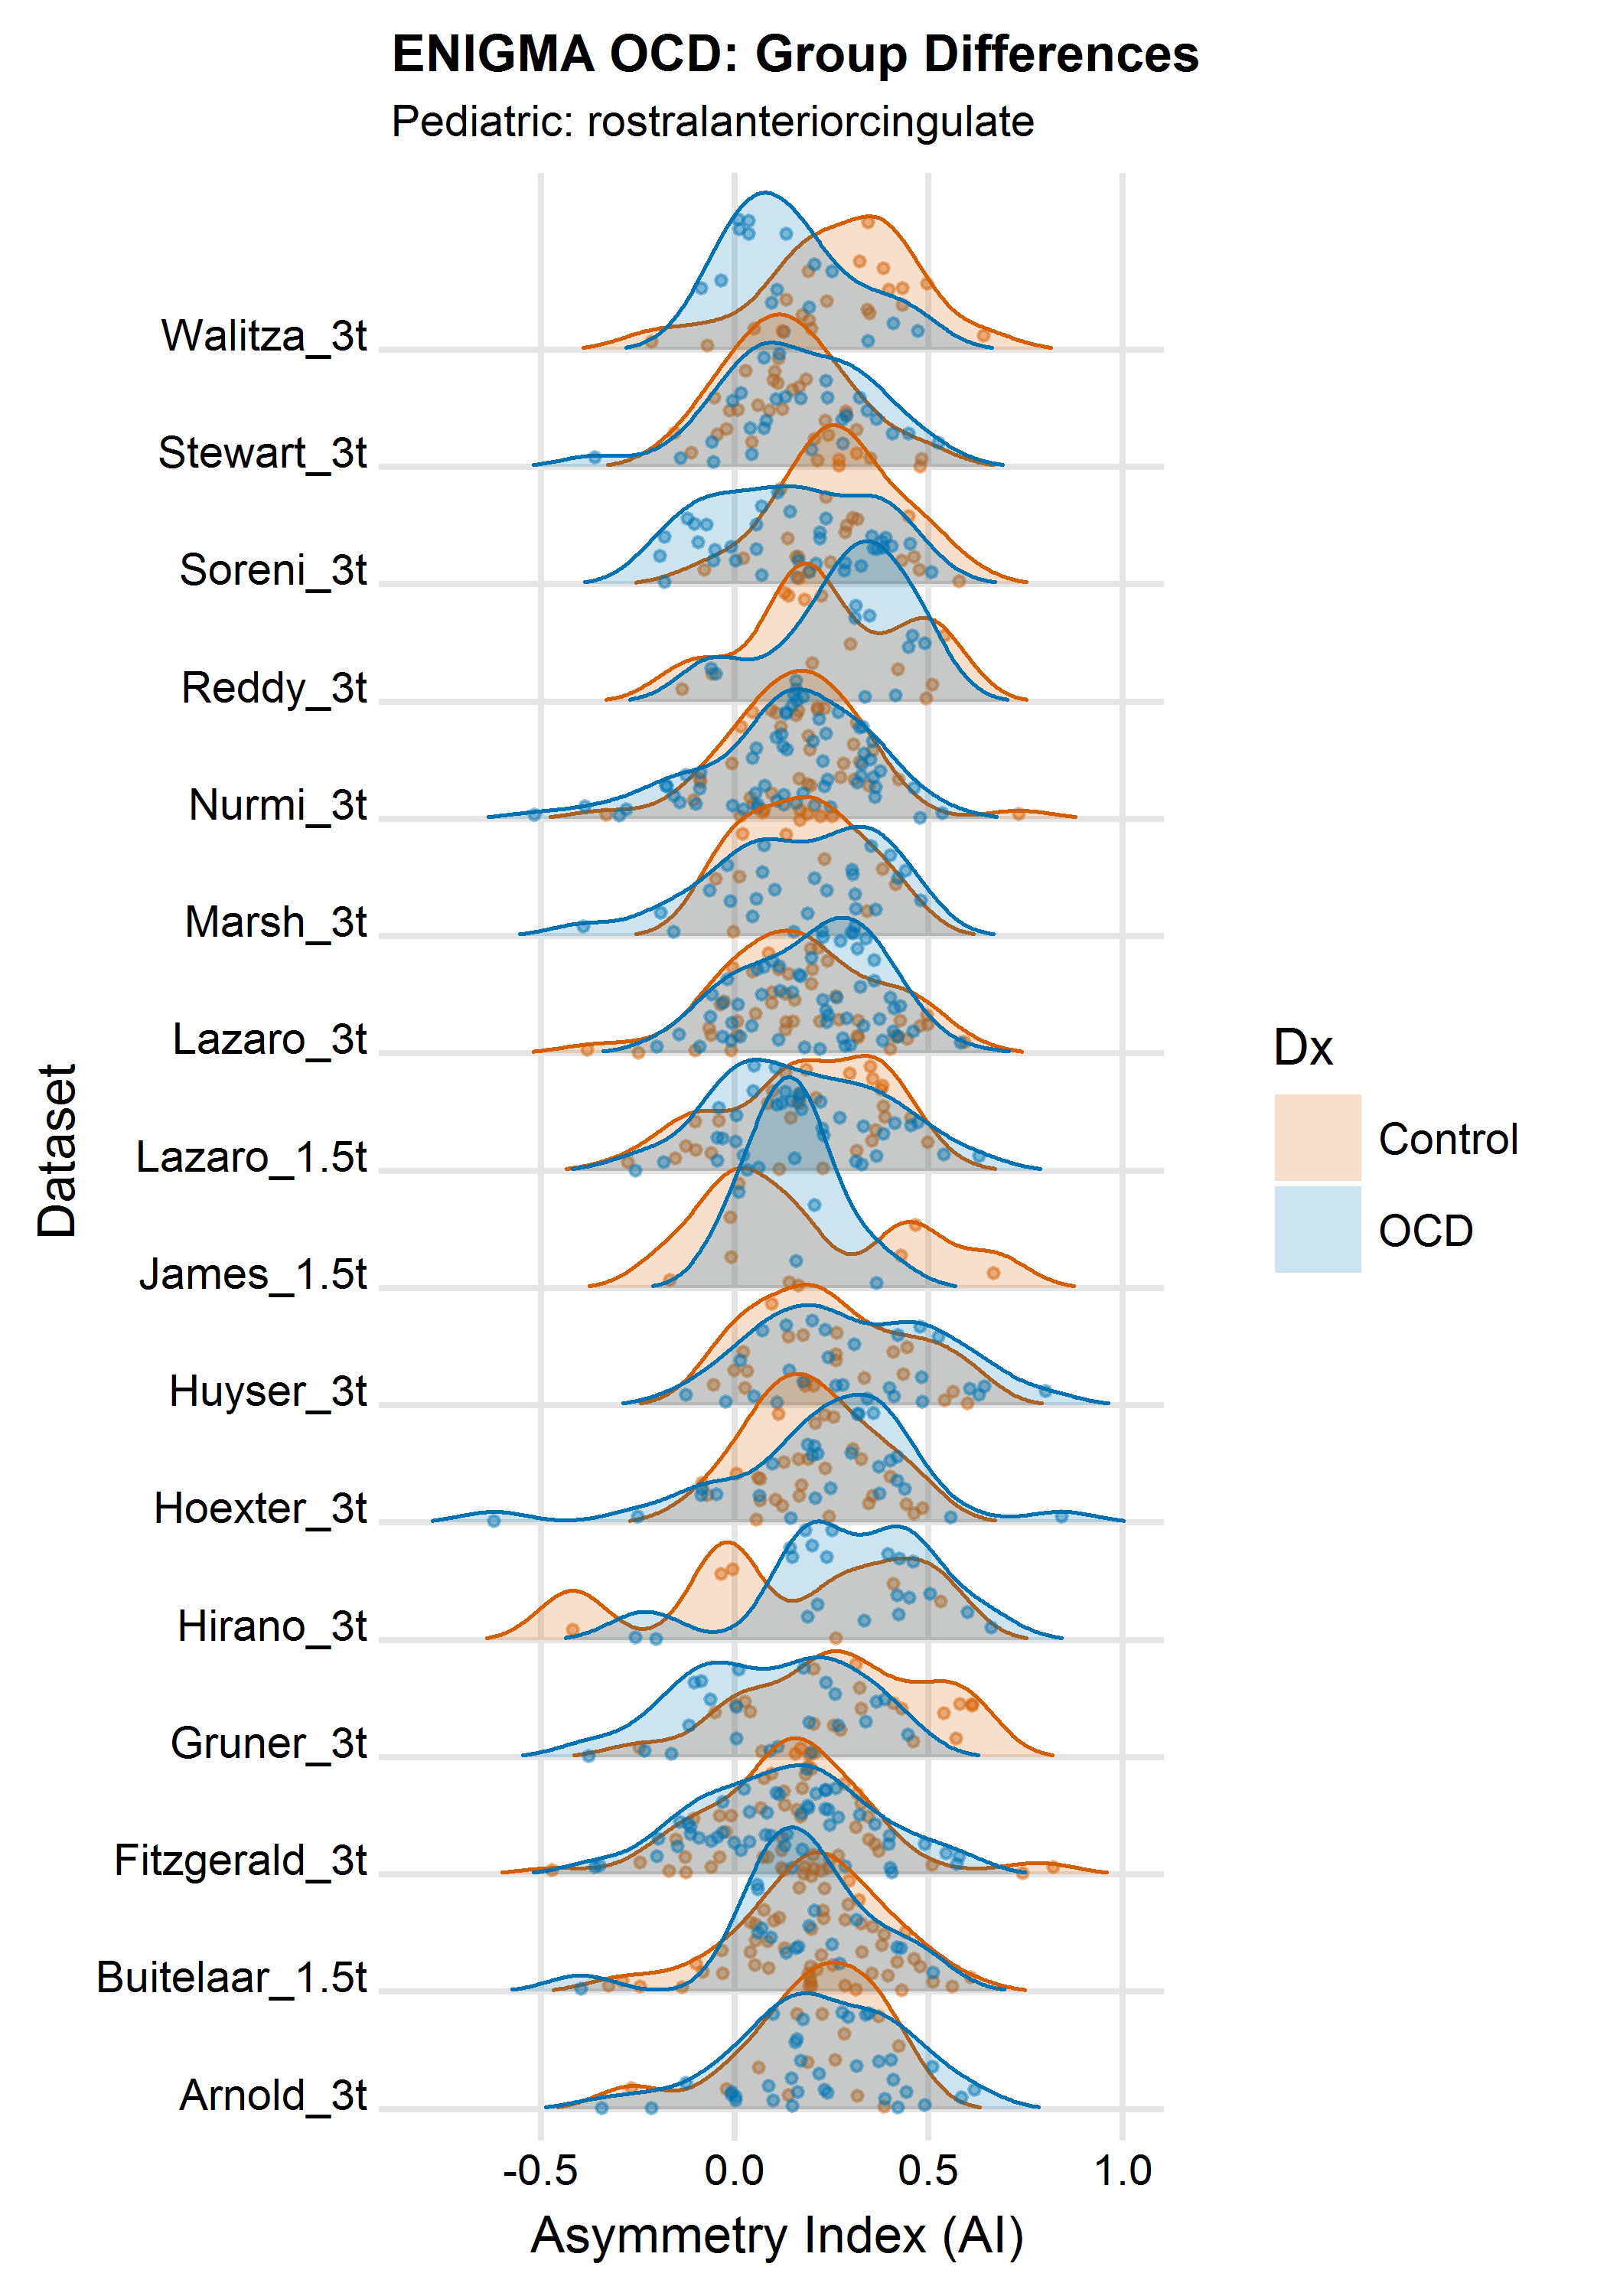 ENIGMA OCD: Group Differences
Pediatric: rostralanteriorcingulate
Walitza_3t
Stewart_3t
Soreni_3t
Reddy_3t
Nurmi_3t
Marsh_3t
Lazaro_3t
Lazaro_1.5t
James_1.5t
Huyser_3t
Hoexter_3t
Hirano_3t
Gruner_3t
Fitzgerald_3t
Buitelaar_1.5t
Arnold_3t
Dataset
-0.5 0.0 0.5 1.0
Asymmetry Index (AI)
Dx
Control
OCD